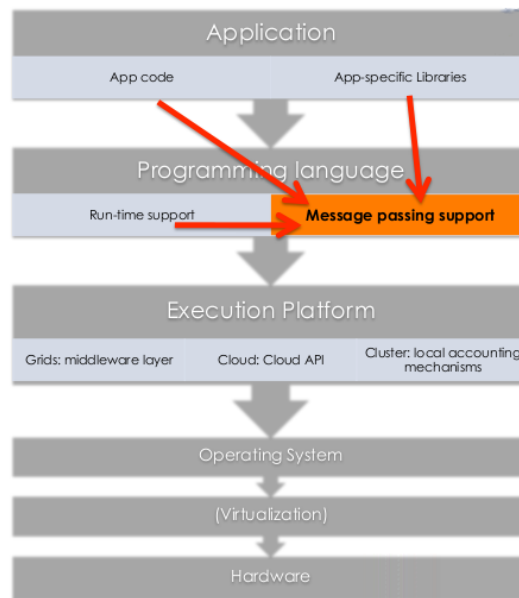 Application
App code
App-specific Libraries
Programming language
Run-time support
Message passing support
Execution Platform
Grids: middleware layer
Cloud: Cloud API
Cluster: local accounting
mechanisms
Operating System
(Virtualization)
Hardware